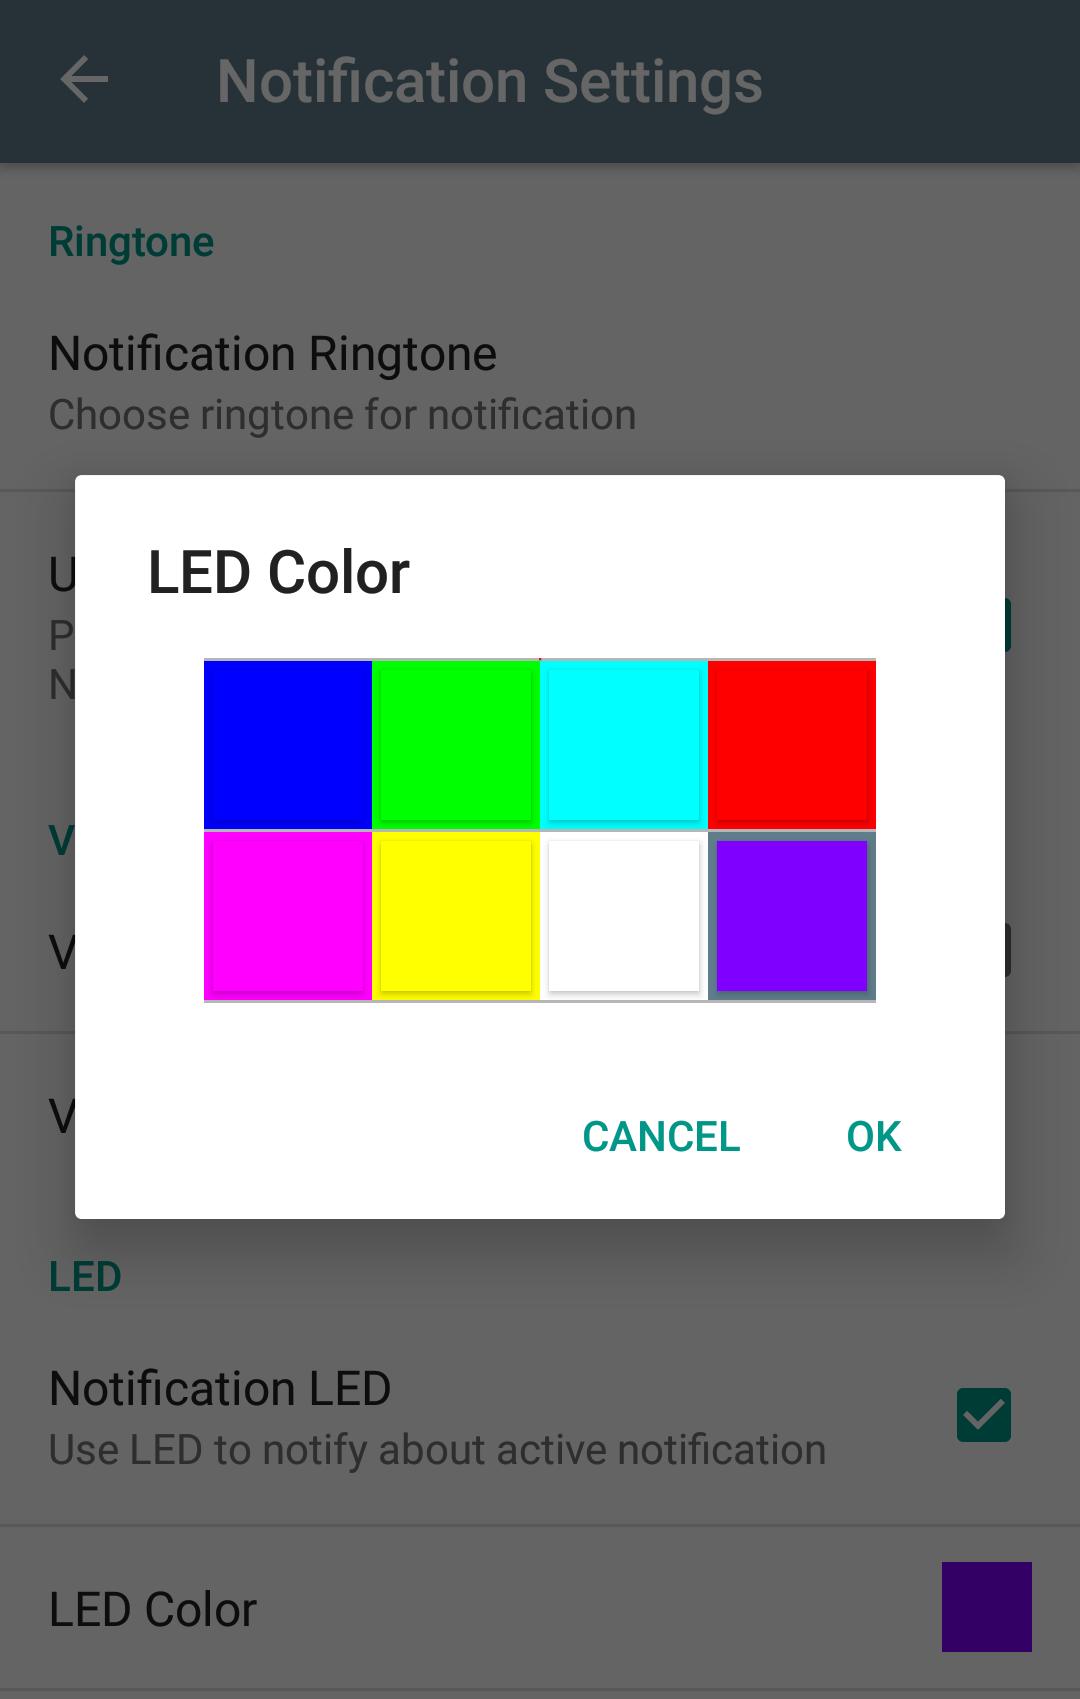 Notification Settings
Ringtone
Notification Ringtone
Choose ringtone for notification
LED Color
CANCEL
OK
LED
Notification LED
Use LED to notify about active notification
LED Color